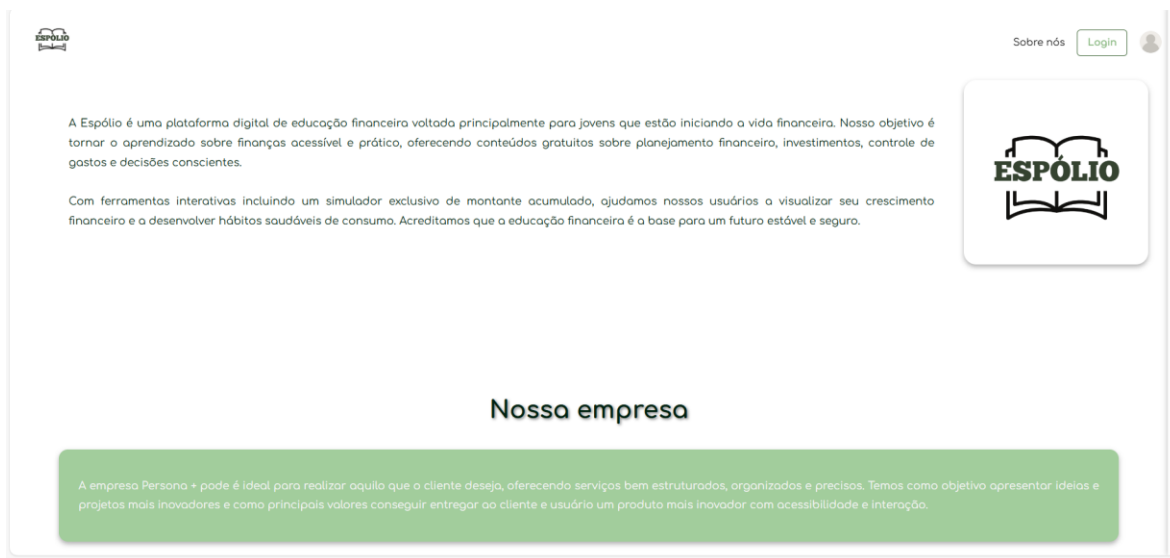 ESPÓLIO
Sobre nós
Login
A Espólio é uma plataforma digital de educação financeira voltada principalmente para jovens que estão iniciando a vida financeira. Nosso objetivo é
tornar o aprendizado sobre finanças acessível e prático, oferecendo conteúdos gratuitos sobre planejamento financeiro, investimentos, controle de
gastos e decisões conscientes.
Com ferramentas interativas incluindo um simulador exclusivo de montante acumulado, ajudamos nossos usuários a visualizar seu crescimento
financeiro e a desenvolver hábitos saudáveis de consumo. Acreditamos que a educação financeira é a base para um futuro estável e seguro.
ESPÓLIO
Nossa empresa
A empresa Persona + pode é ideal para realizar aquilo que o cliente deseja, oferecendo serviços bem estruturados, organizados e precisos. Temos como objetivo apresentar ideias e
projetos mais inovadores e como principais valores conseguir entregar ao cliente e usuário um produto mais inovador com acessibilidade e interação.